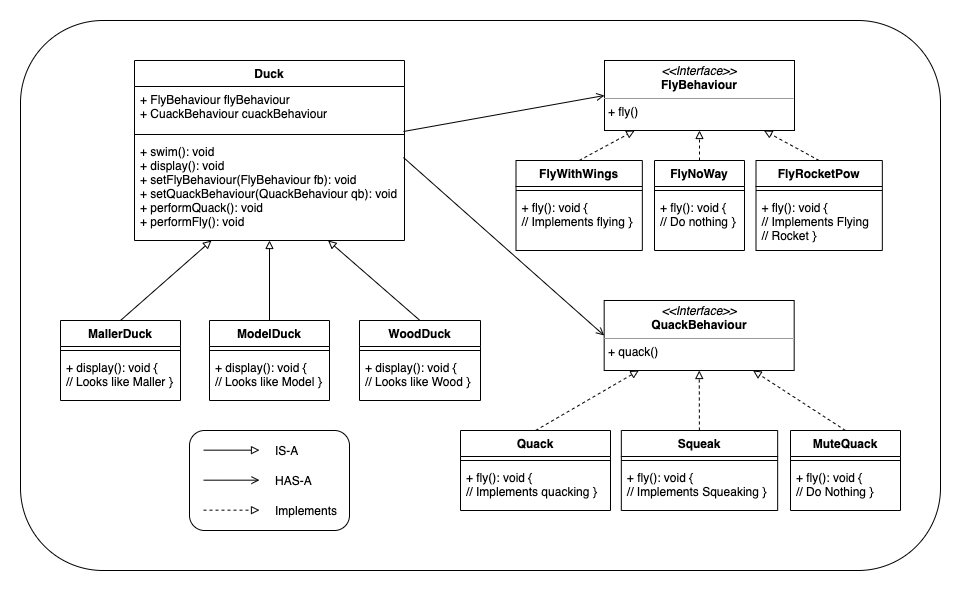 Duck
+ FlyBehaviour flyBehaviour
+ CuackBehaviour cuackBehaviour
+ swim(): void
+ display(): void
+ setFlyBehaviour(FlyBehaviour fb): void
+ setQuackBehaviour(QuackBehaviour qb): void
+ performQuack(): void
+ performFly(): void
<<Interface>>
FlyBehaviour
+ fly()
FlyWithWings
+ fly(): void {
// Implements flying }
FlyNoWay
+ fly(): void {
// Do nothing }
FlyRocketPow
+ fly(): void {
// Implements Flying
// Rocket }
MallerDuck
+ display(): void {
// Looks like Maller }
ModelDuck
+ display(): void {
// Looks like Model }
WoodDuck
+ display(): void {
// Looks like Wood }
<<Interface>>
QuackBehaviour
+ quack()
Quack
+ fly(): void {
// Implements quacking }
Squeak
+ fly(): void {
// Implements Squeaking }
MuteQuack
+ fly(): void {
// Do Nothing }
IS-A
HAS-A
Implements